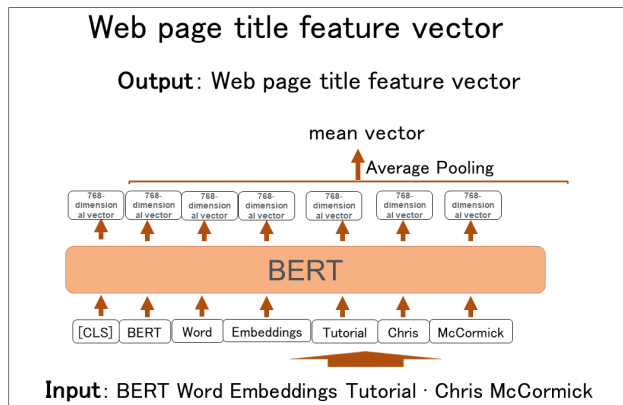 Web page title feature vector
Output: Web page title feature vector
mean vector
Average Pooling
768-dimensional vector 768-dimensional vector 768-dimensional vector 768-dimensional vector 768-dimensional vector 768-dimensional vector 768-dimensional vector
BERT
[CLS] BERT Word Embeddings Tutorial Chris McCormick
Input: BERT Word Embeddings Tutorial · Chris McCormick